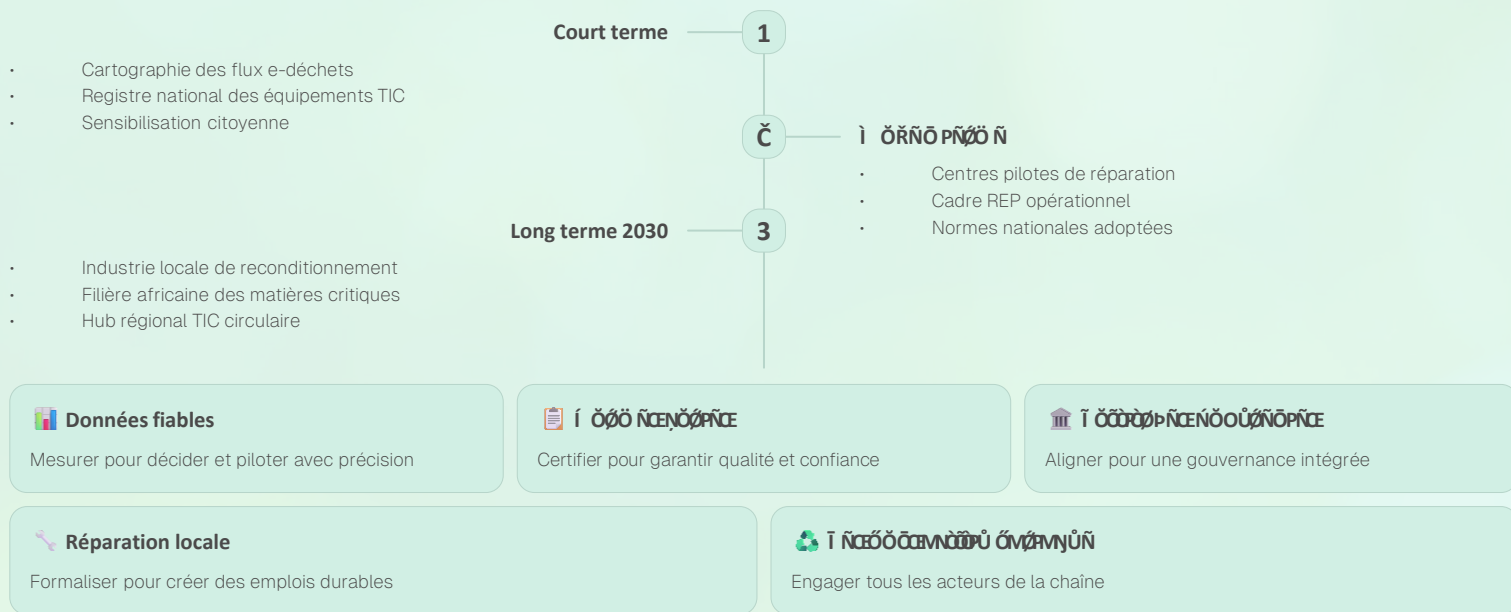 Court terme
1
• Cartographie des flux e-déchets
• Registre national des équipements TIC
• Sensibilisation citoyenne
Č
• Centres pilotes de réparation
• Cadre REP opérationnel
• Normes nationales adoptées
Long terme 2030
3
• Industrie locale de reconditionnement
• Filière africaine des matières critiques
• Hub régional TIC circulaire
Données fiables
Mesurer pour décider et piloter avec précision
Certifier pour garantir qualité et confiance
Aligner pour une gouvernance intégrée
Réparation locale
Formaliser pour créer des emplois durables
Engager tous les acteurs de la chaîne